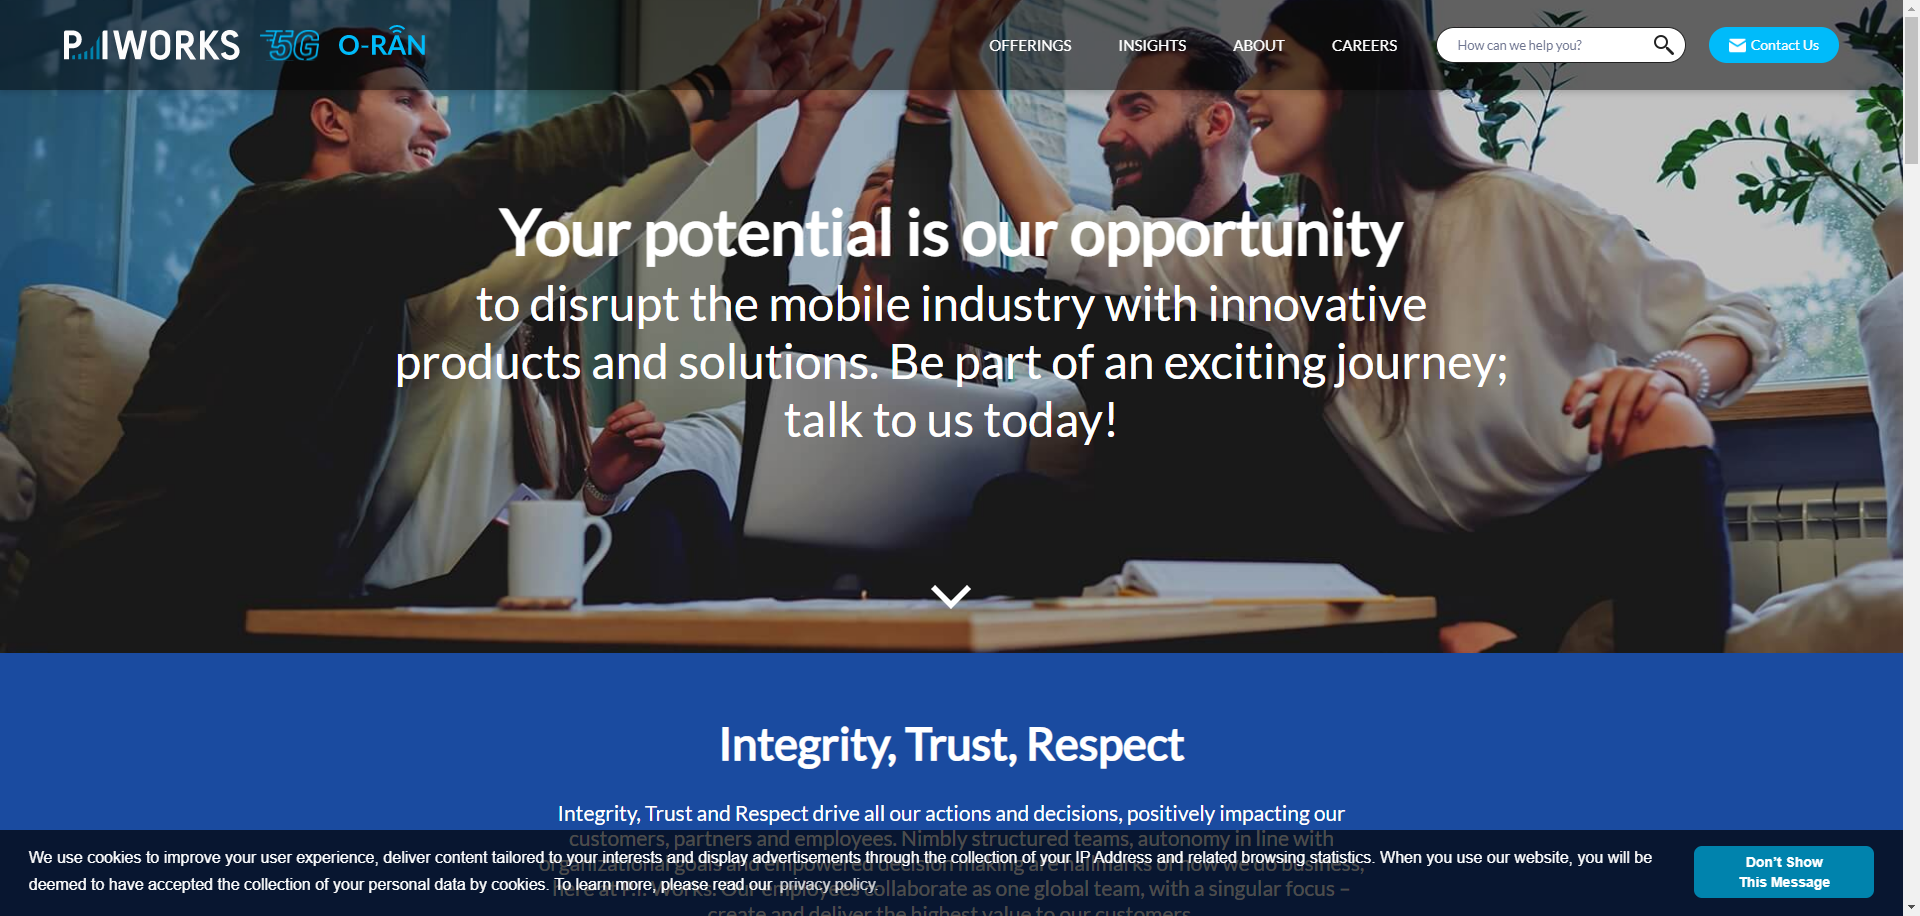 P.IWORKS 5G O-RAN
OFFERINGS INSIGHTS ABOUT CAREERS How can we help you? Contact Us
Your potential is our opportunity
to disrupt the mobile industry with innovative
products and solutions. Be part of an exciting journey;
talk to us today!
Integrity, Trust, Respect
Integrity, Trust and Respect drive all our actions and decisions, positively impacting our
customers, partners and employees. Nimbly structured teams, autonomy in line with
organizational goals and empowered decision making are hallmarks of how we do business,
here at P.I. Works. Our employees collaborate as one global team, with a singular focus –
create and deliver the highest value to our customers.
We use cookies to improve your user experience, deliver content tailored to your interests and display advertisements through the collection of your IP Address and related browsing statistics. When you use our website, you will be
deemed to have accepted the collection of your personal data by cookies. To learn more, please read our privacy policy.
Don't Show
This Message